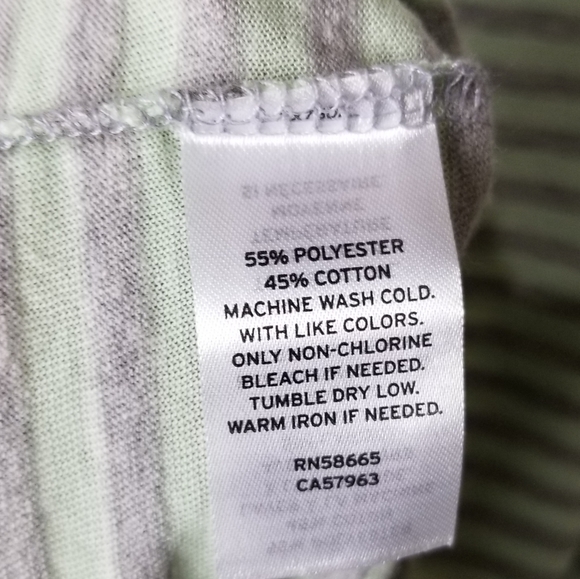 55% POLYESTER
45% COTTON
MACHINE WASH COLD.
WITH LIKE COLORS.
ONLY NON-CHLORINE
BLEACH IF NEEDED.
TUMBLE DRY LOW.
WARM IRON IF NEEDED.
RN58665
CA57963